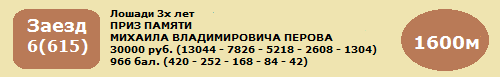 Заезд
6(615)
Лошади 3х лет
ПРИЗ ПАМЯТИ
МИХАИЛА ВЛАДИМИРОВИЧА ПЕРОВА
30000 руб. (13044 - 7826 - 5218 - 2608 - 1304)
966 бал. (420 - 252 - 168 - 84 - 42)
1600м